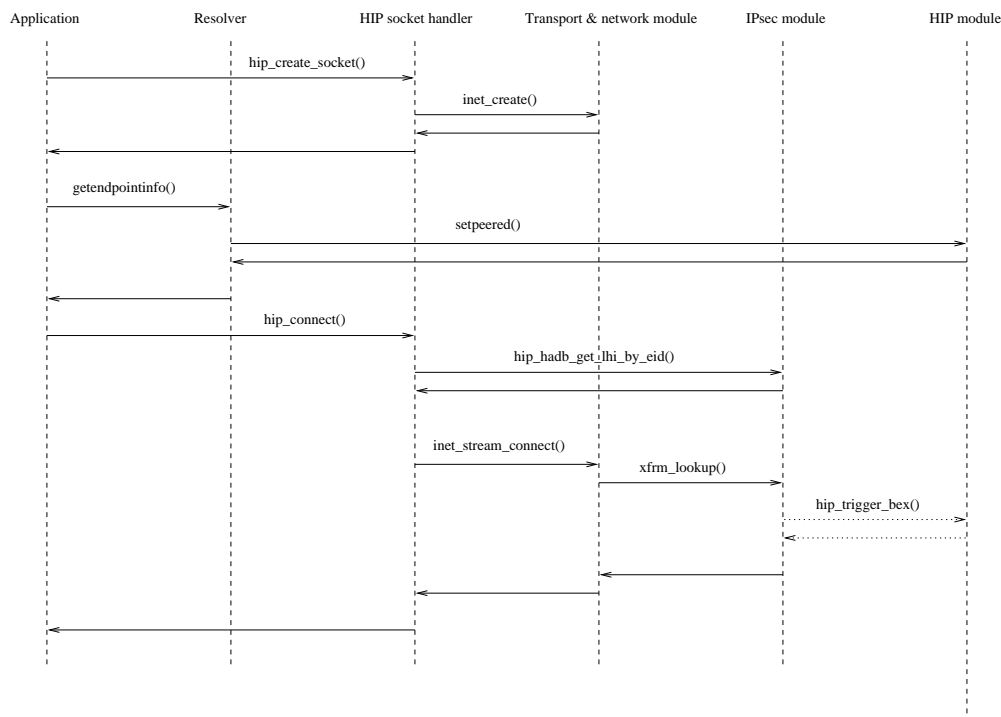 Application Resolver HIP socket handler Transport & network module IPsec module HIP module
hip_create_socket()
inet_create()
getendpointinfo()
setpeered()
hip_connect()
hip_hadb_get_lhi_by_eid()
inet_stream_connect()
xfrm_lookup()
hip_trigger_bex()